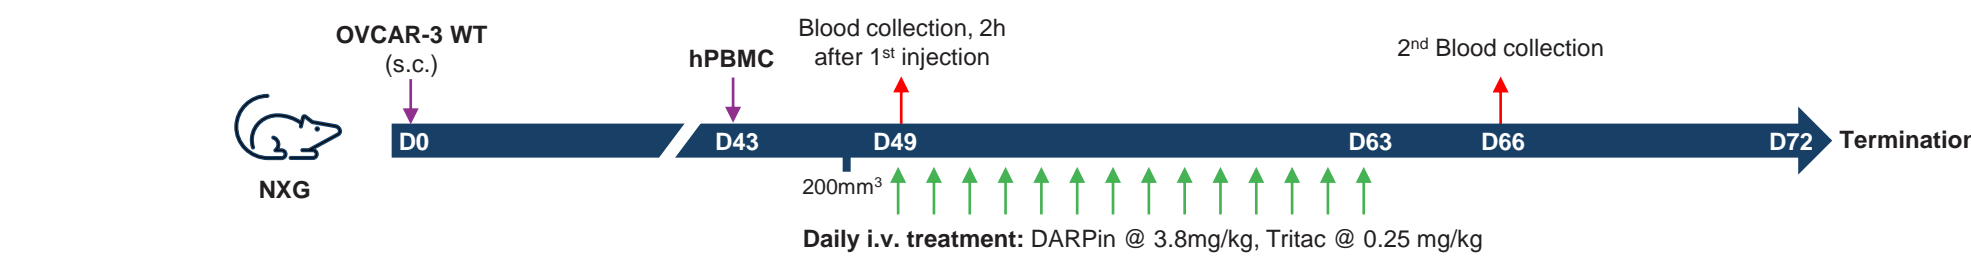 OVCAR-3 WT
(s.c.)
hPBMC
Blood collection, 2h
after 1st injection
2nd Blood collection
D0
D43
D49
D63
D66
D72
Termination
NXG
200mm³
Daily i.v. treatment: DARPin @ 3.8mg/kg, Tritac @ 0.25 mg/kg